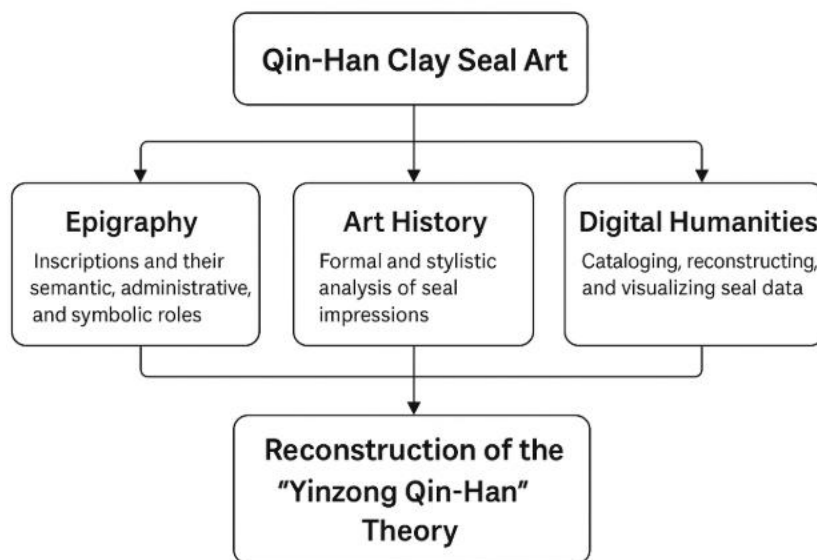 Qin-Han Clay Seal Art
Epigraphy
Inscriptions and their
semantic, administrative,
and symbolic roles
Art History
Formal and stylistic
analysis of seal
impressions
Digital Humanities
Cataloging, reconstructing,
and visualizing seal data
Reconstruction of the
"Yinzong Qin-Han"
Theory